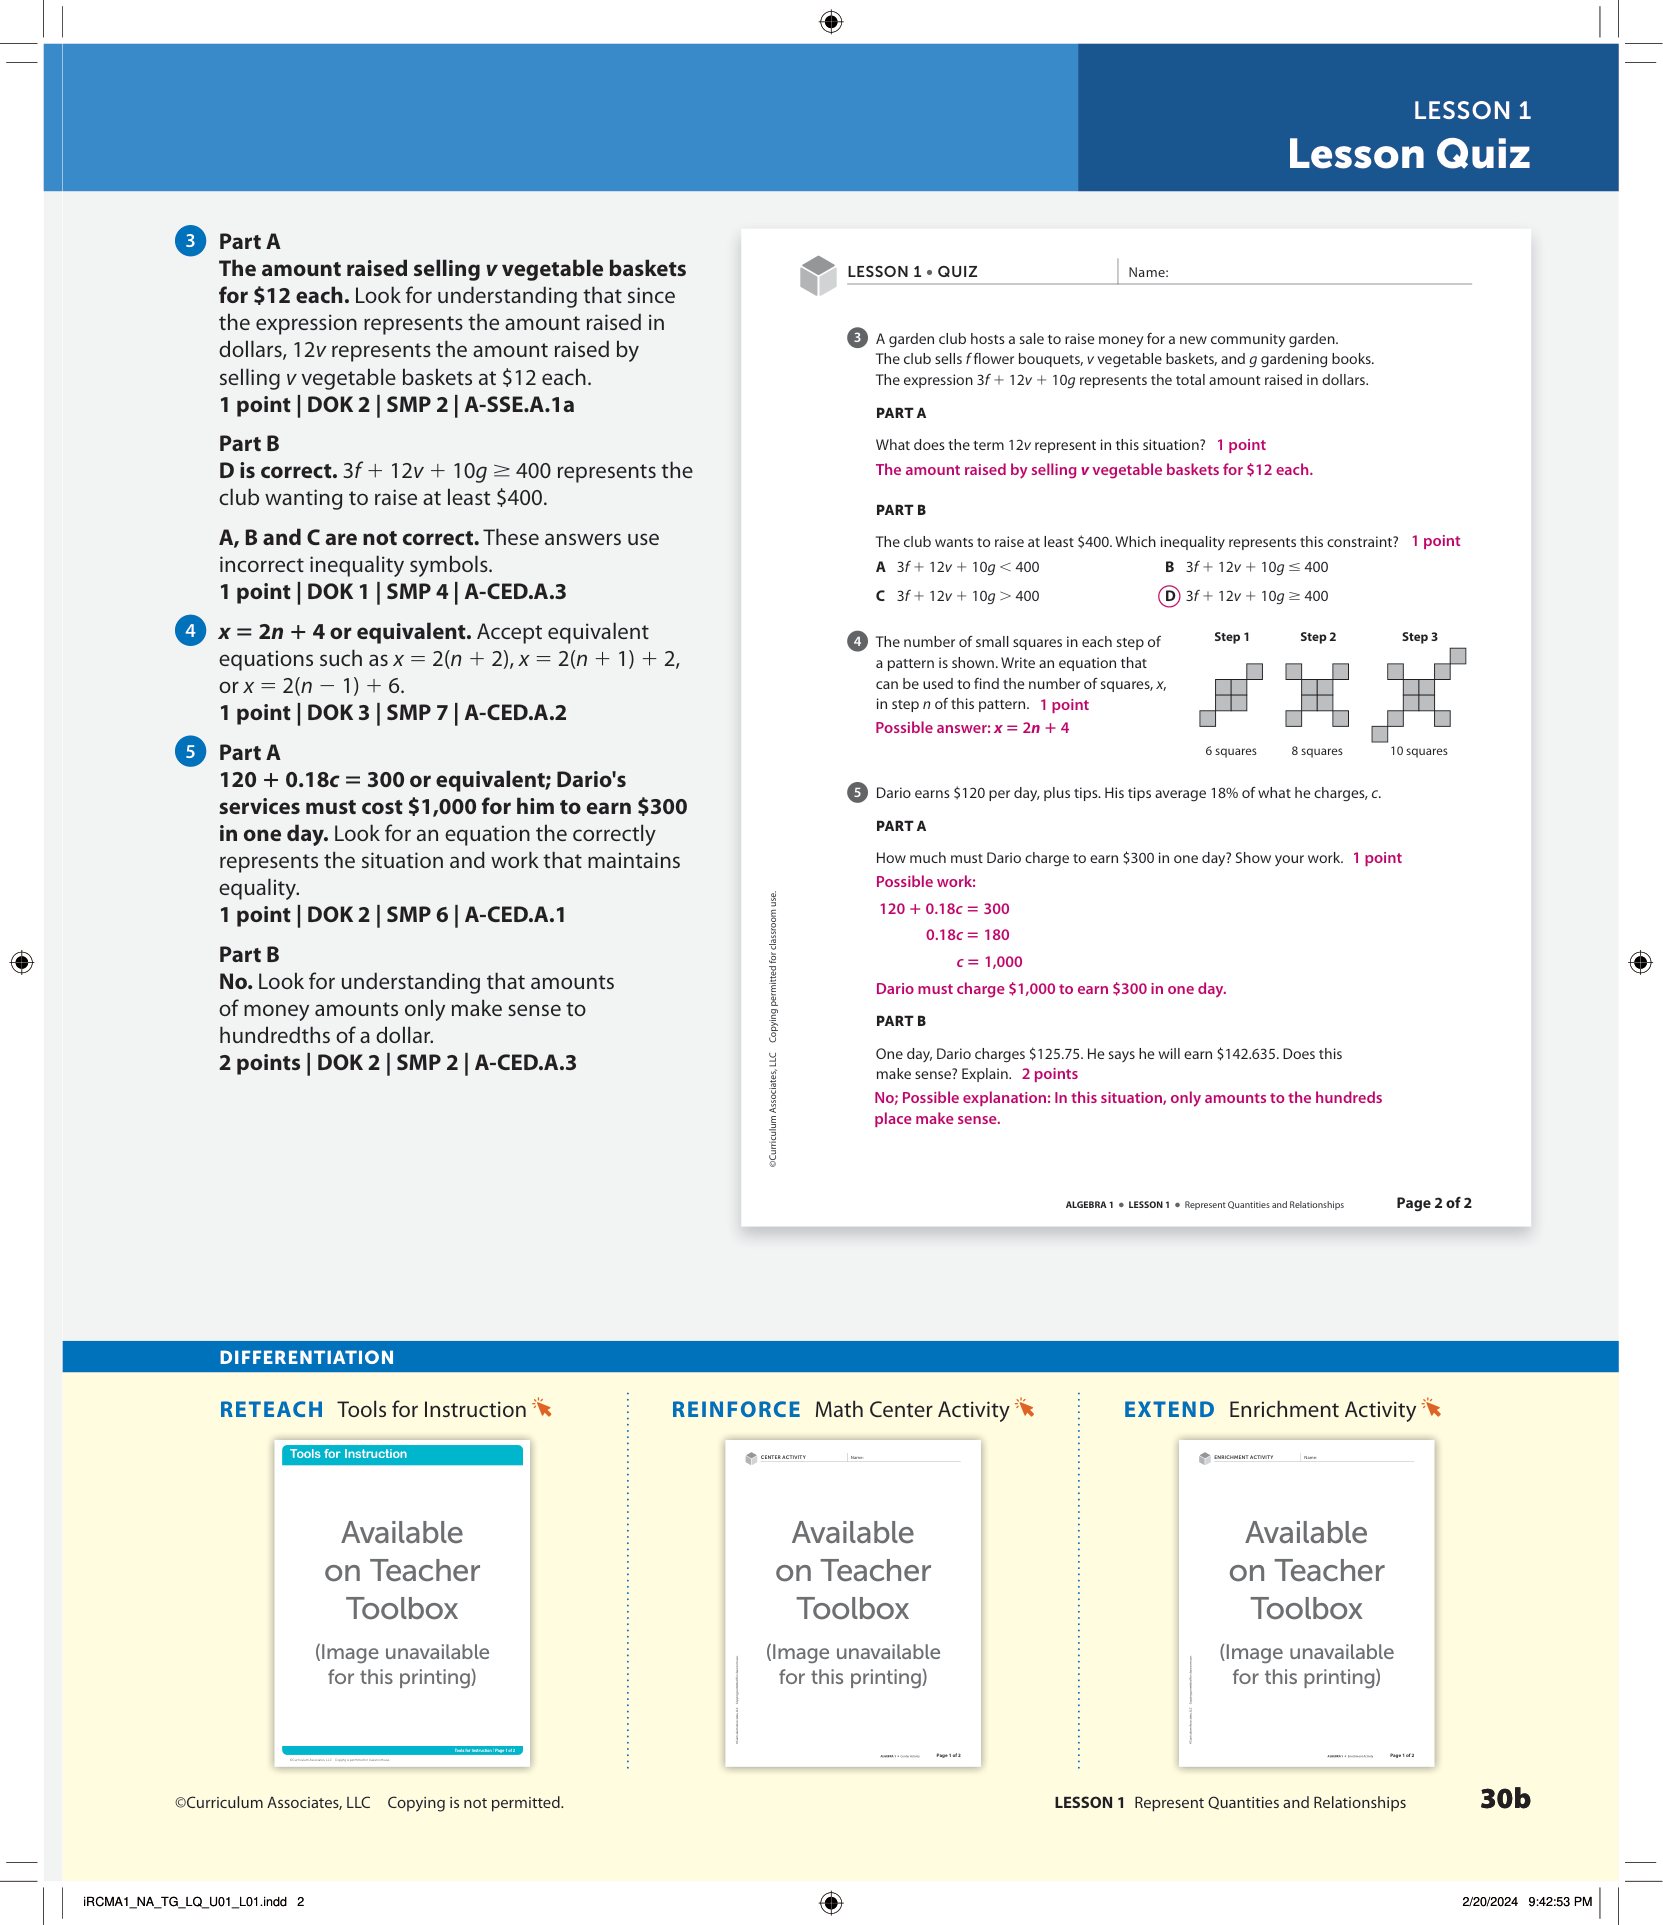 LESSON 1
Lesson Quiz
3 Part A
The amount raised selling v vegetable baskets
for $12 each. Look for understanding that since
the expression represents the amount raised in
dollars, 12v represents the amount raised by
selling v vegetable baskets at $12 each.
1 point | DOK 2 | SMP 2 | A-SSE.A.1a
Part B
D is correct. 3f + 12v + 10g ≥ 400 represents the
club wanting to raise at least $400.
A, B and C are not correct. These answers use
incorrect inequality symbols.
1 point | DOK 1 | SMP 4 | A-CED.A.3
4 x = 2n + 4 or equivalent. Accept equivalent
equations such as x = 2(n + 2), x = 2(n + 1) + 2,
or x = 2(n − 1) + 6.
1 point | DOK 3 | SMP 7 | A-CED.A.2
5 Part A
120 + 0.18c = 300 or equivalent; Dario's
services must cost $1,000 for him to earn $300
in one day. Look for an equation the correctly
represents the situation and work that maintains
equality.
1 point | DOK 2 | SMP 6 | A-CED.A.1
Part B
No. Look for understanding that amounts
of money amounts only make sense to
hundredths of a dollar.
2 points | DOK 2 | SMP 2 | A-CED.A.3
LESSON 1 • QUIZ Name:
3 A garden club hosts a sale to raise money for a new community garden.
The club sells f flower bouquets, v vegetable baskets, and g gardening books.
The expression 3f + 12v + 10g represents the total amount raised in dollars.
PART A
What does the term 12v represent in this situation? 1 point
The amount raised by selling v vegetable baskets for $12 each.
PART B
The club wants to raise at least $400. Which inequality represents this constraint? 1 point
A 3f + 12v + 10g < 400 B 3f + 12v + 10g ≤ 400
C 3f + 12v + 10g > 400 D 3f + 12v + 10g ≥ 400
4 The number of small squares in each step of
a pattern is shown. Write an equation that
can be used to find the number of squares, x,
in step n of this pattern. 1 point
Possible answer: x = 2n + 4
Step 1 Step 2 Step 3
6 squares 8 squares 10 squares
5 Dario earns $120 per day, plus tips. His tips average 18% of what he charges, c.
PART A
How much must Dario charge to earn $300 in one day? Show your work. 1 point
Possible work:
120 + 0.18c = 300
0.18c = 180
c = 1,000
Dario must charge $1,000 to earn $300 in one day.
PART B
One day, Dario charges $125.75. He says he will earn $142.635. Does this
make sense? Explain. 2 points
No; Possible explanation: In this situation, only amounts to the hundreds
place make sense.
©Curriculum Associates, LLC Copying permitted for classroom use.
ALGEBRA 1 • LESSON 1 • Represent Quantities and Relationships Page 2 of 2
DIFFERENTIATION
RETEACH Tools for Instruction
Tools for Instruction
Available
on Teacher
Toolbox
(Image unavailable
for this printing)
Tools for Instruction | Page 1 of 2
REINFORCE Math Center Activity
CENTER ACTIVITY Name:
Available
on Teacher
Toolbox
(Image unavailable
for this printing)
Page 1 of 2
EXTEND Enrichment Activity
ENRICHMENT ACTIVITY Name:
Available
on Teacher
Toolbox
(Image unavailable
for this printing)
Page 1 of 2
©Curriculum Associates, LLC Copying is not permitted.
LESSON 1 Represent Quantities and Relationships 30b
iRCMA1_NA_TG_LQ_U01_L01.indd 2
2/20/2024 9:42:53 PM